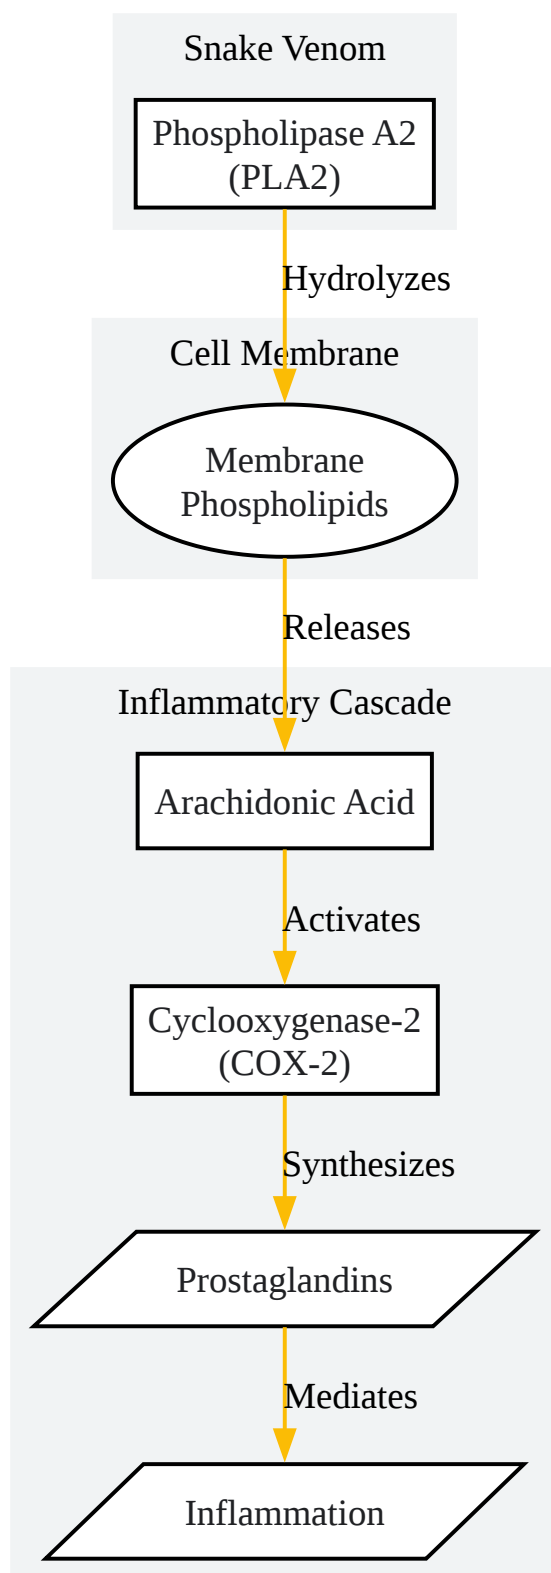 Snake Venom
Phospholipase A2
(PLA2)
Hydrolyzes
Cell Membrane
Membrane
Phospholipids
Releases
Inflammatory Cascade
Arachidonic Acid
Activates
Cyclooxygenase-2
(COX-2)
Synthesizes
Prostaglandins
Mediates
Inflammation